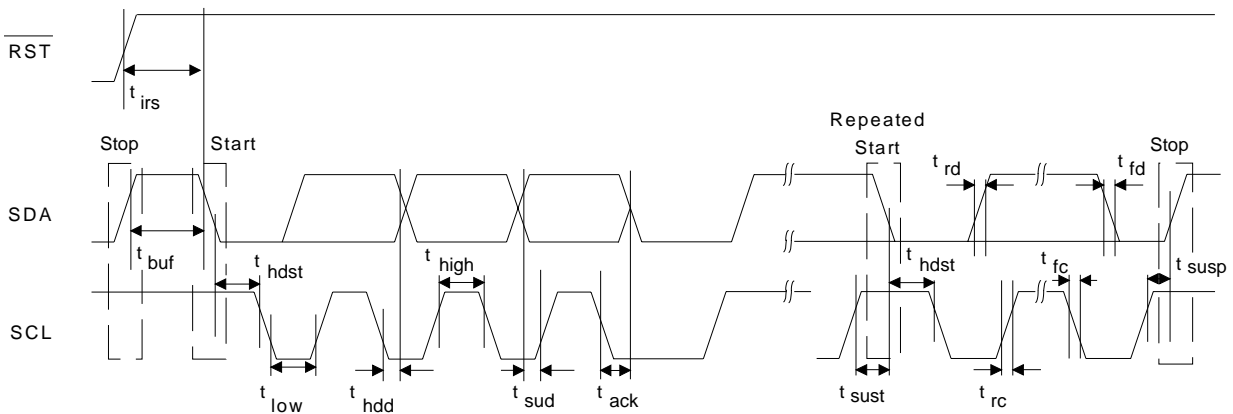 RST
t irs
Repeated
Stop Start Start Stop
t rd t fd
SDA
t buf t hdst t high t hdst t fc t susp
SCL
t low t hdd t sud t ack t sust t rc